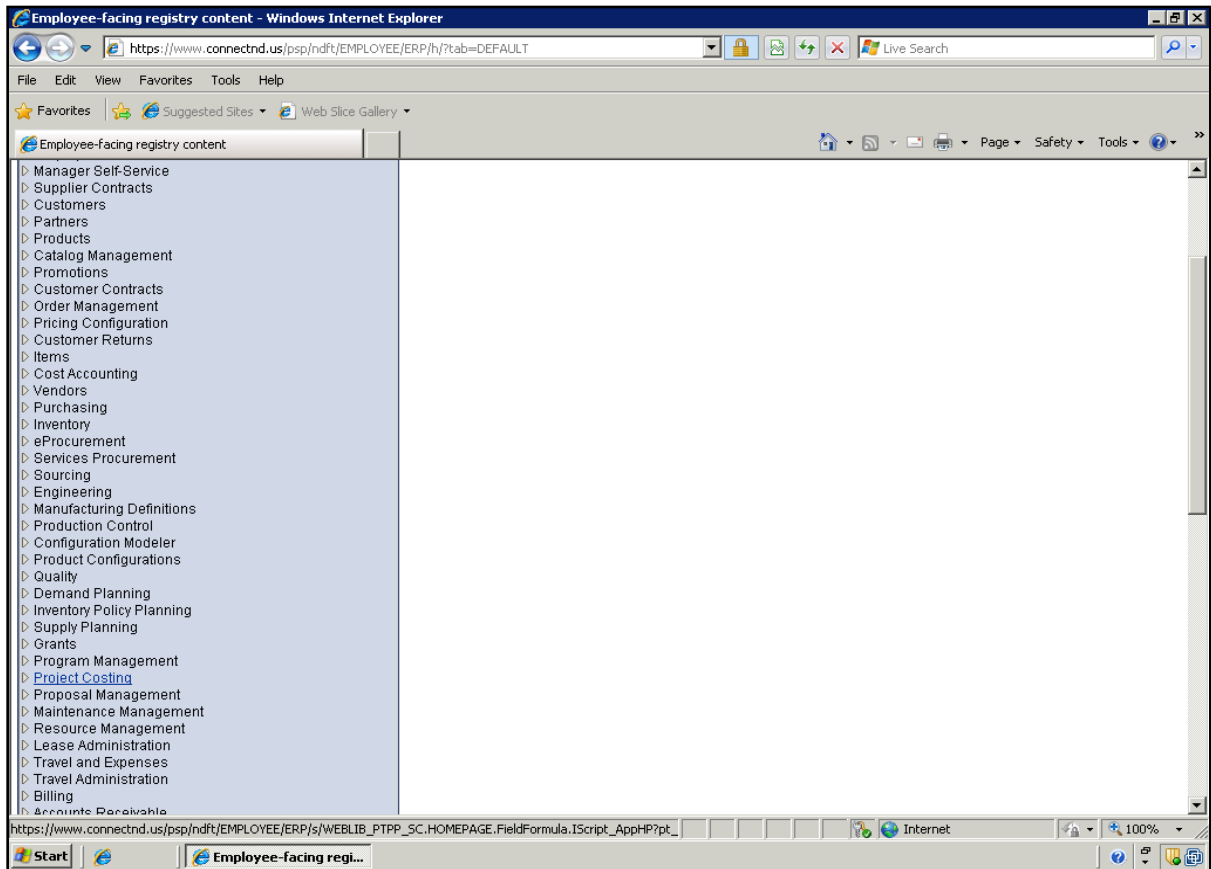 Employee-facing registry content - Windows Internet Explorer
https://www.connectnd.us/psp/ndft/EMPLOYEE/ERP/h/?tab=DEFAULT
Live Search
File Edit View Favorites Tools Help
Favorites Suggested Sites Web Slice Gallery
Employee-facing registry content
Page Safety Tools
Manager Self-Service
Supplier Contracts
Customers
Partners
Products
Catalog Management
Promotions
Customer Contracts
Order Management
Pricing Configuration
Customer Returns
Items
Cost Accounting
Vendors
Purchasing
Inventory
eProcurement
Services Procurement
Sourcing
Engineering
Manufacturing Definitions
Production Control
Configuration Modeler
Product Configurations
Quality
Demand Planning
Inventory Policy Planning
Supply Planning
Grants
Program Management
Project Costing
Proposal Management
Maintenance Management
Resource Management
Lease Administration
Travel and Expenses
Travel Administration
Billing
Accounts Receivable
https://www.connectnd.us/psp/ndft/EMPLOYEE/ERP/s/WEBLIB_PTPP_SC.HOMEPAGE.FieldFormula.IScript_AppHP?pt_
Internet
100%
Start
Employee-facing regi...